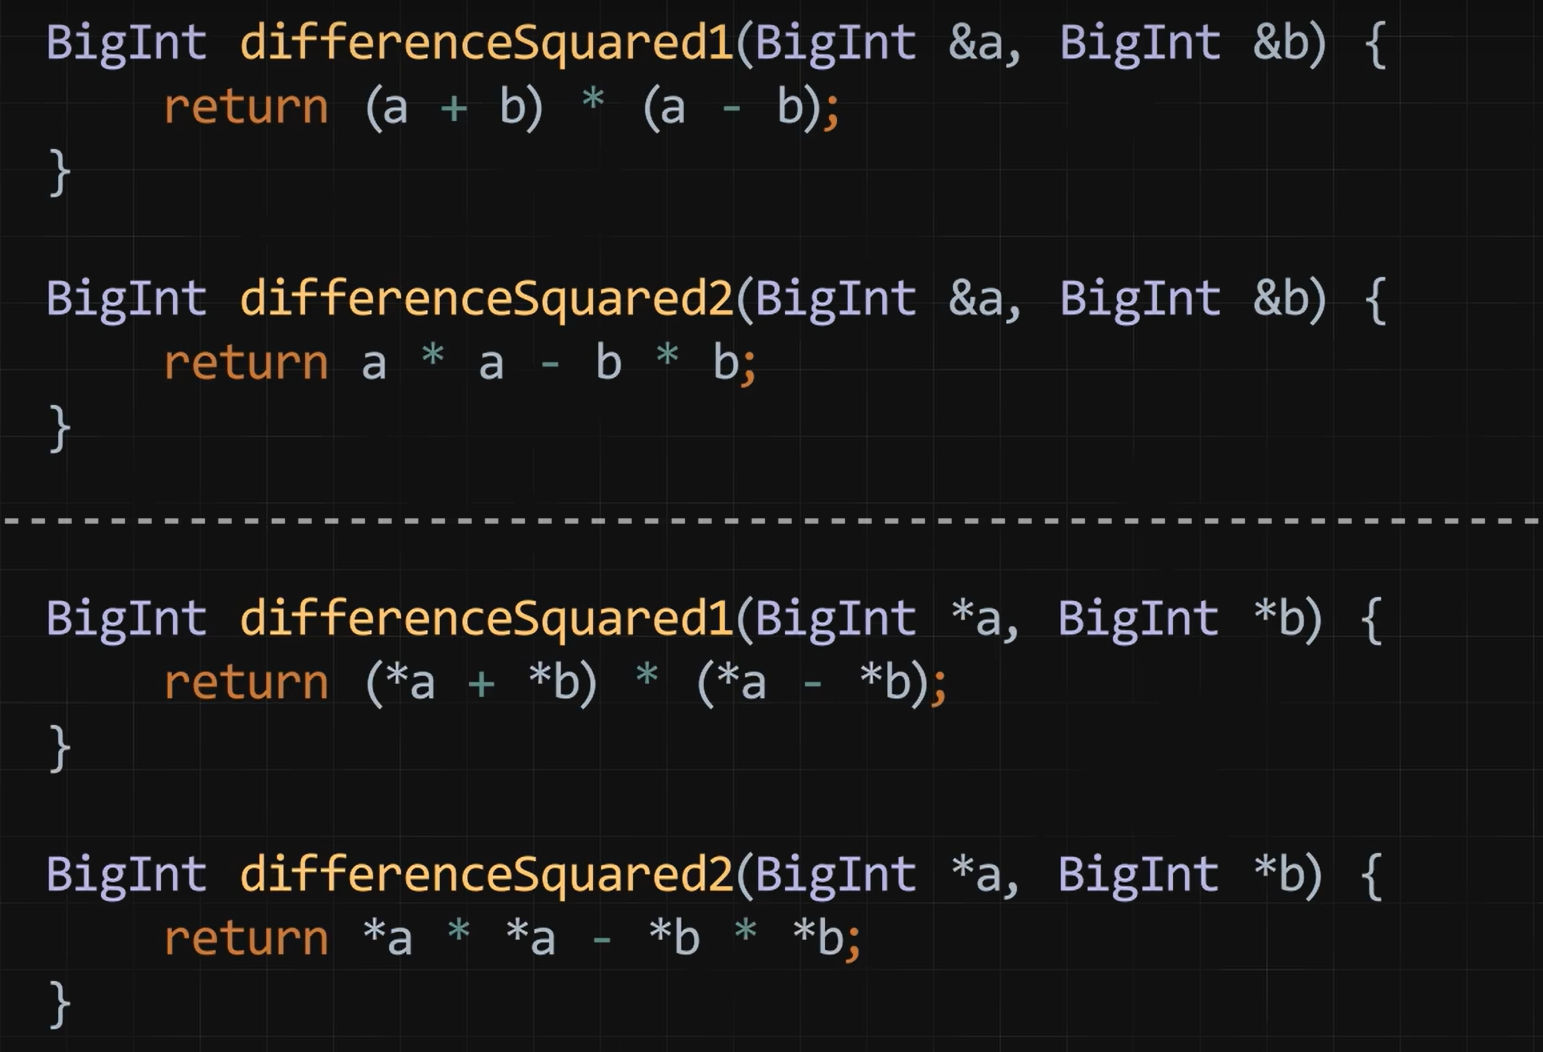 BigInt differenceSquared1(BigInt &a, BigInt &b) {
    return (a + b) * (a - b);
}
BigInt differenceSquared2(BigInt &a, BigInt &b) {
    return a * a - b * b;
}
BigInt differenceSquared1(BigInt *a, BigInt *b) {
    return (*a + *b) * (*a - *b);
}
BigInt differenceSquared2(BigInt *a, BigInt *b) {
    return *a * *a - *b * *b;
}